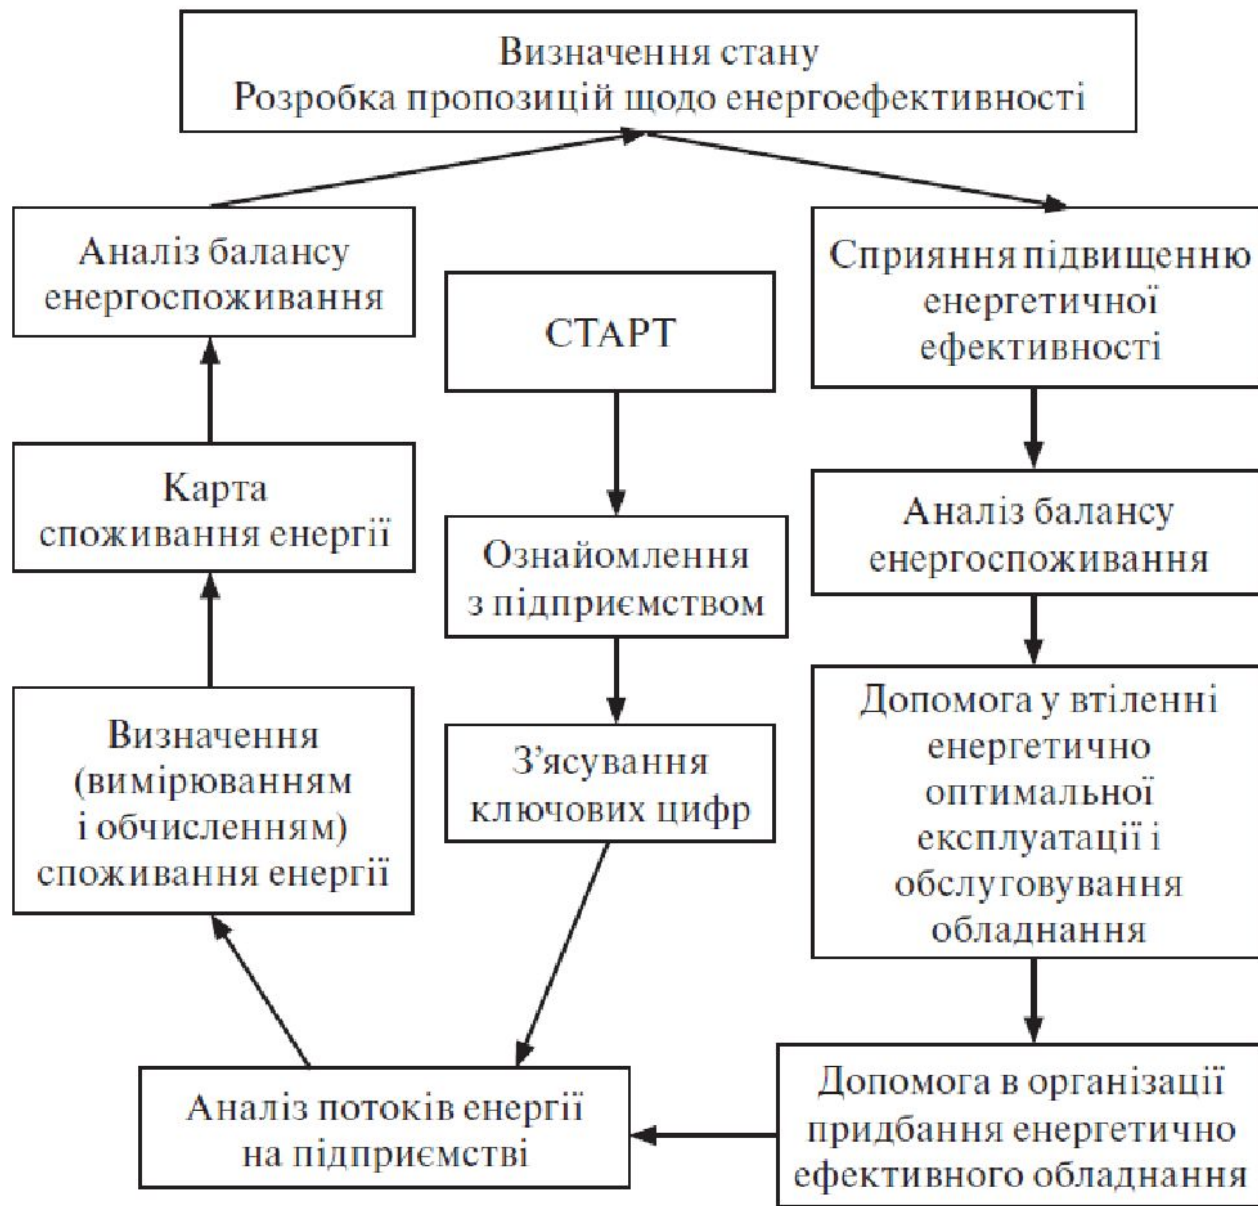 Визначення стану
Розробка пропозицій щодо енергоефективності
Аналіз балансу
енергоспоживання
СТАРТ
Сприяння підвищенню
енергетичної
ефективності
Карта
споживання енергії
Ознайомлення
з підприємством
Аналіз балансу
енергоспоживання
Визначення
(вимірюванням
і обчисленням)
споживання енергії
З’ясування
ключових цифр
Допомога у втіленні
енергетично
оптимальної
експлуатації і
обслуговування
обладнання
Аналіз потоків енергії
на підприємстві
Допомога в організації
придбання енергетично
ефективного обладнання